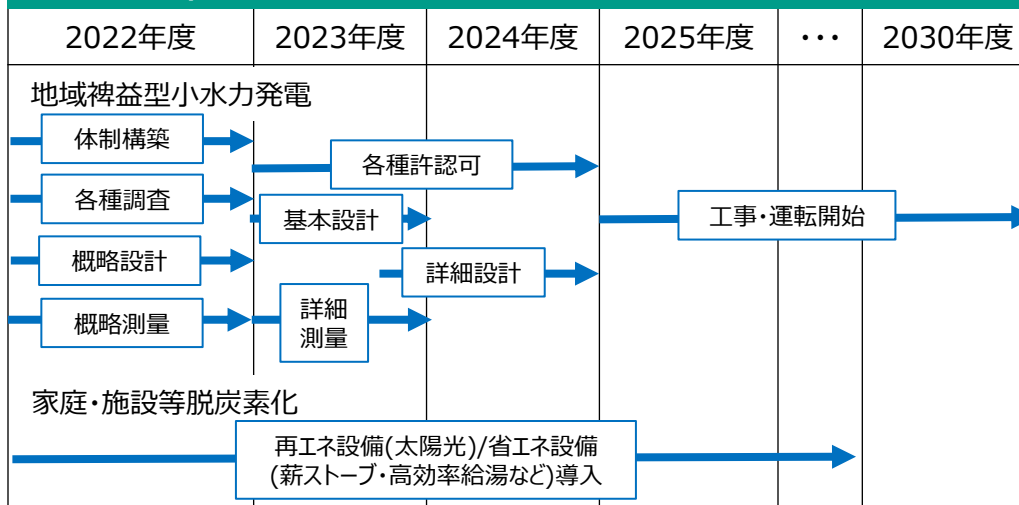 2022年度 2023年度 2024年度 2025年度 ・・・ 2030年度
地域裨益型小水力発電
体制構築
各種許認可
各種調査
基本設計
工事・運転開始
概略設計
詳細設計
概略測量
詳細
測量
家庭・施設等脱炭素化
再エネ設備(太陽光)/省エネ設備
(薪ストーブ・高効率給湯など)導入